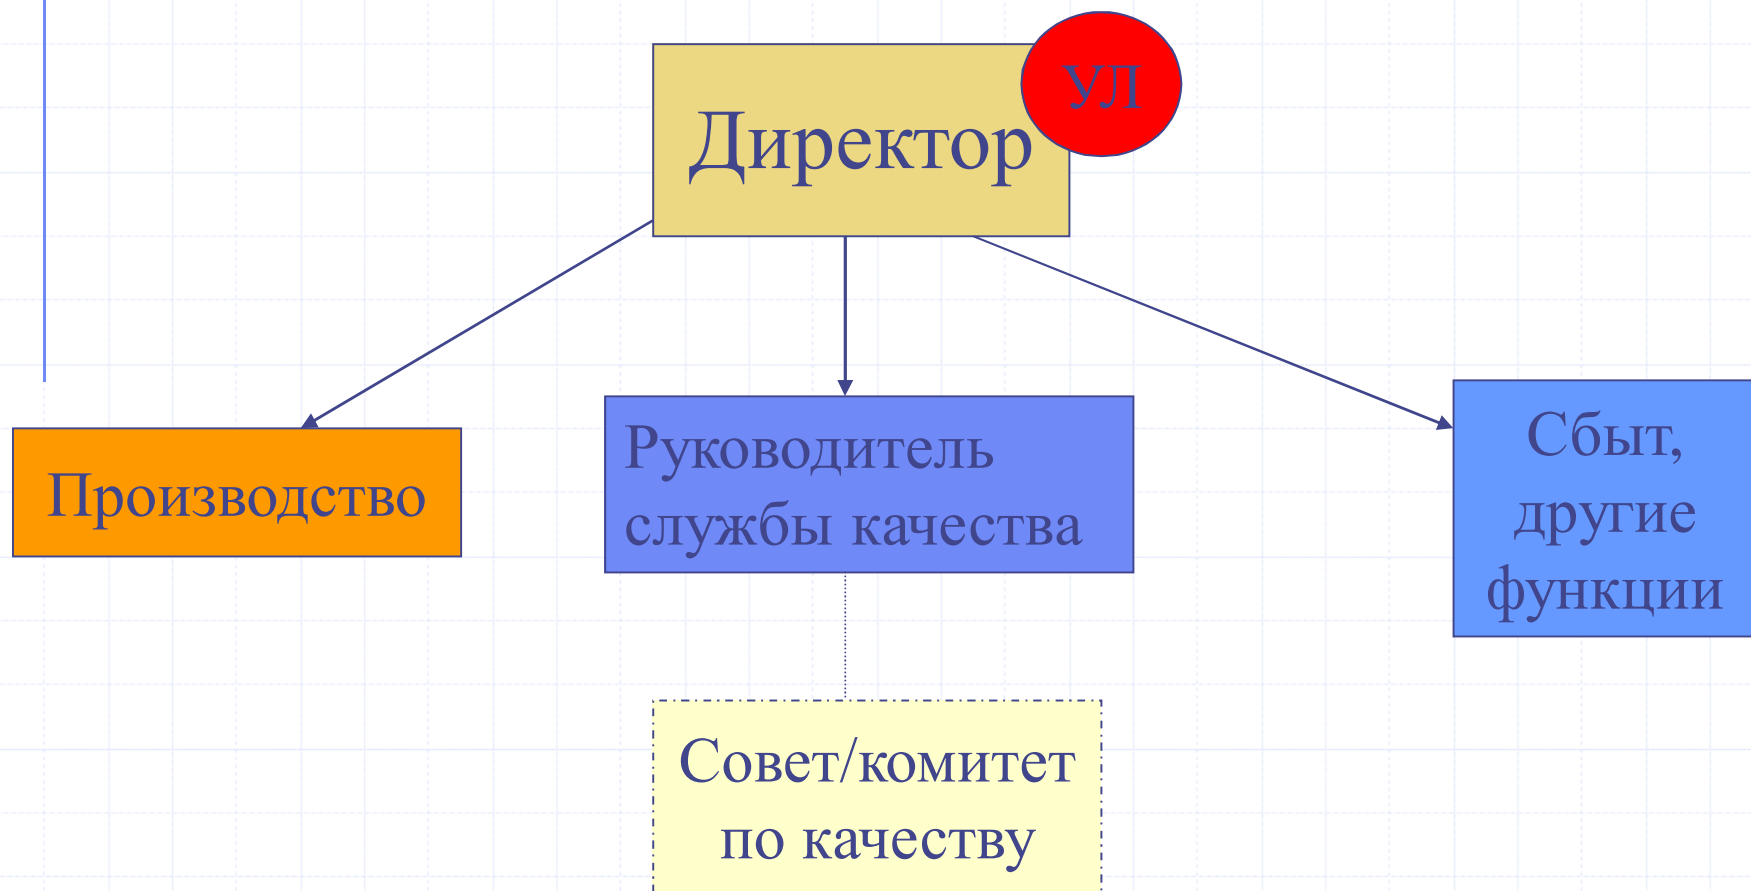 УЛ
Директор
Производство
Руководитель
службы качества
Сбыт,
другие
функции
Совет/комитет
по качеству